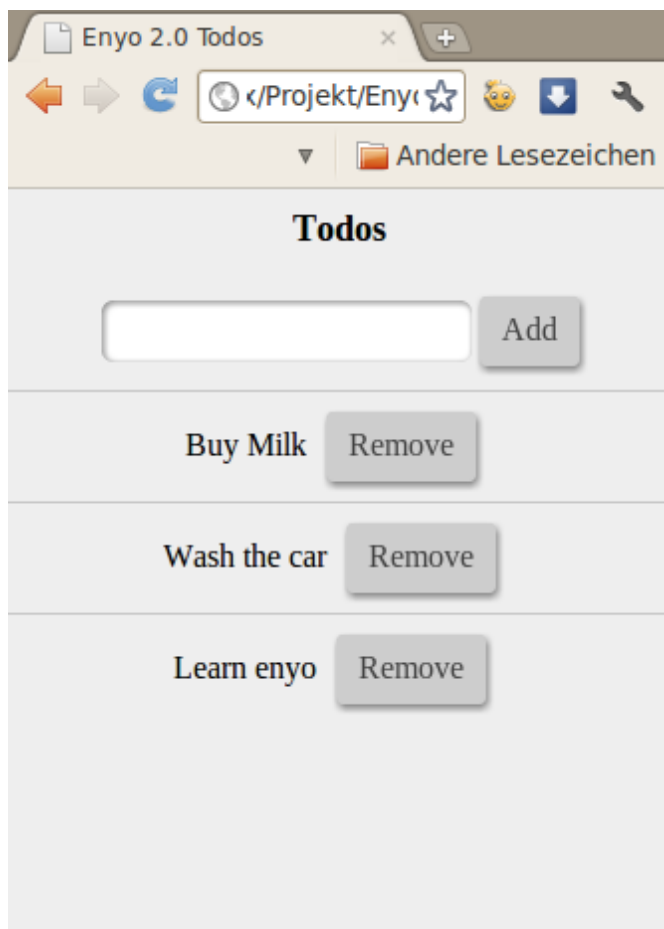 Enyo 2.0 Todos
/Projekt/Eny
Andere Lesezeichen
Todos
Add
Buy Milk Remove
Wash the car Remove
Learn enyo Remove